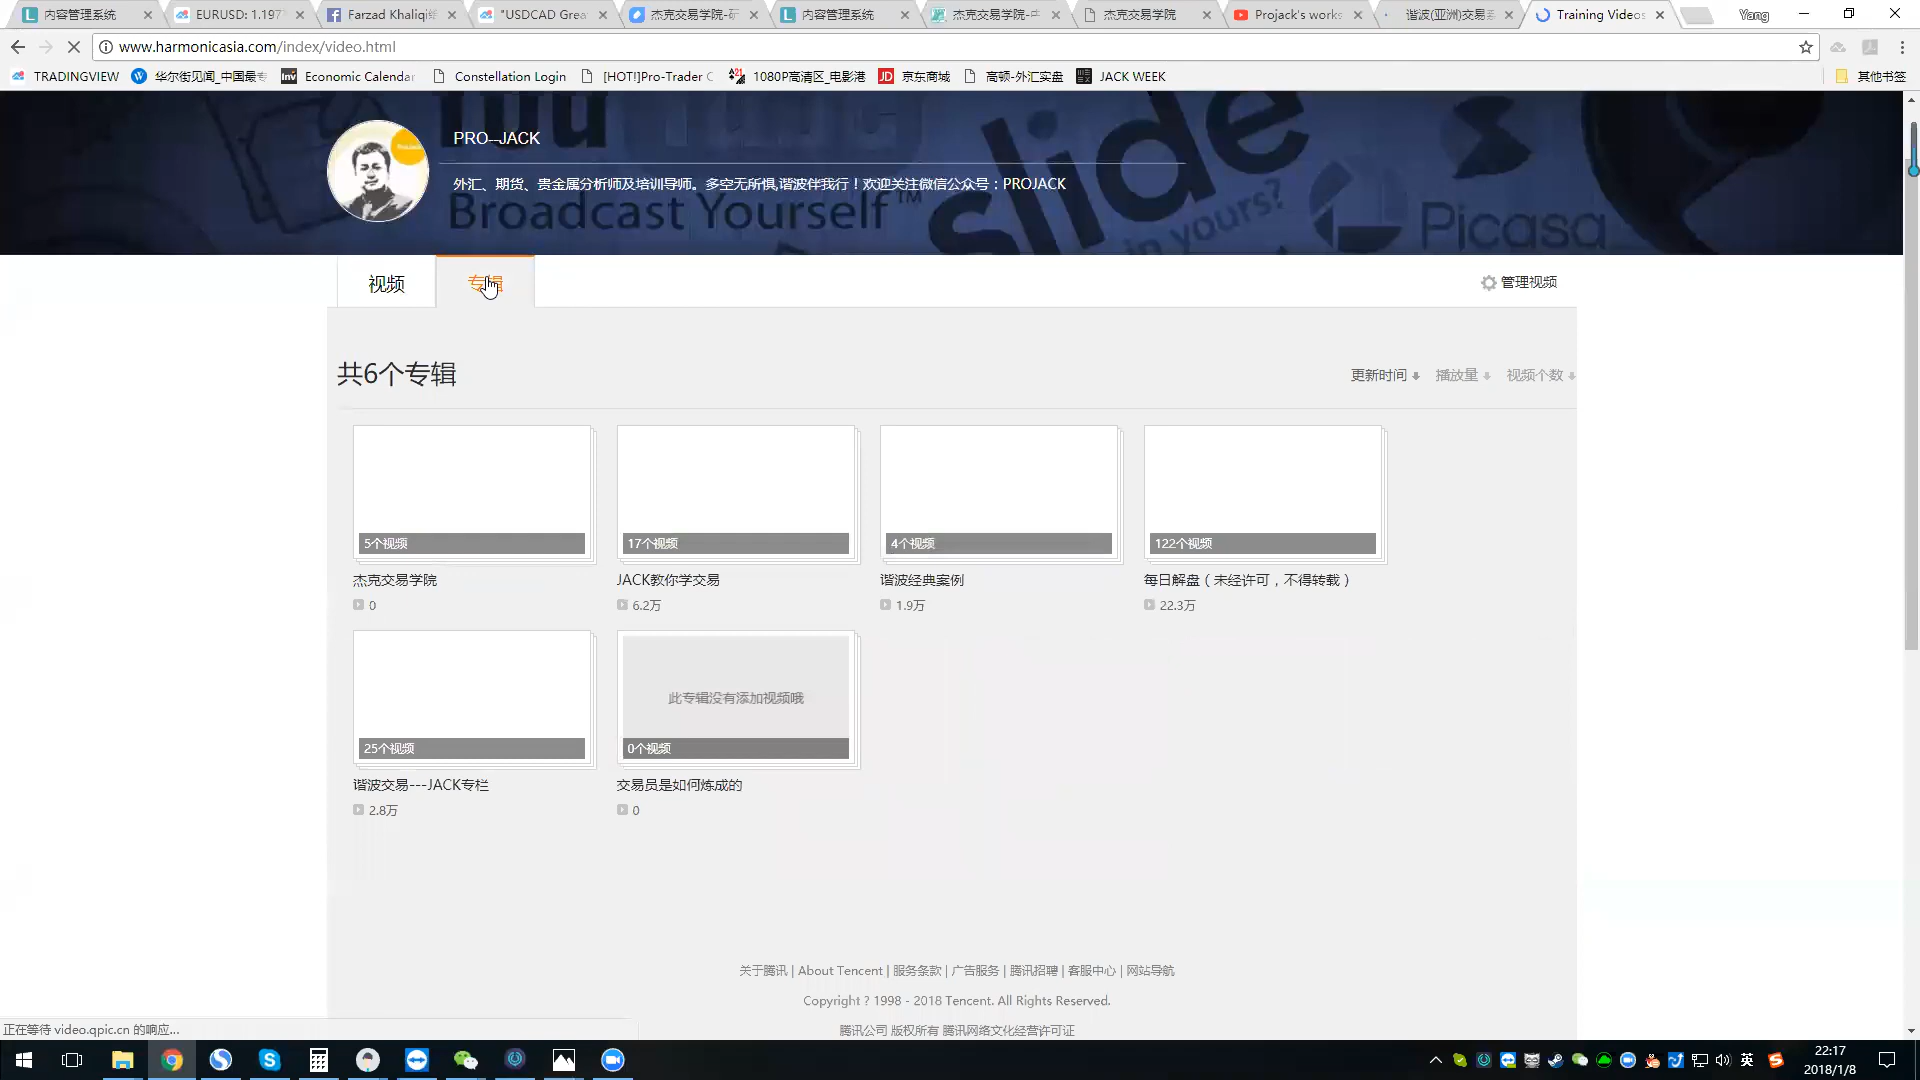 内容管理系统
EURUSD: 1.197
Farzad Khaliqi
"USDCAD Grea
杰克交易学院-研
内容管理系统
杰克交易学院-
杰克交易学院
Projack's works
谐波(亚洲)交易
Training Videos
Yang
www.harmonicasia.com/index/video.html
TRADINGVIEW
华尔街见闻_中国最专
Economic Calendar
Constellation Login
[HOT!]Pro-Trader C
1080P高清区_电影港
京东商城
高顿-外汇实盘
JACK WEEK
其他书签
PRO--JACK
外汇、期货、贵金属分析师及培训导师。多空无所惧,谐波伴我行！欢迎关注微信公众号：PROJACK
Broadcast Yourself™
slide
in yours?
Picasa
视频
专辑
管理视频
共6个专辑
更新时间
播放量
视频个数
5个视频
17个视频
4个视频
122个视频
杰克交易学院
JACK教你学交易
谐波经典案例
每日解盘（未经许可，不得转载）
0
6.2万
1.9万
22.3万
此专辑没有添加视频哦
25个视频
0个视频
谐波交易---JACK专栏
交易员是如何炼成的
2.8万
0
关于腾讯 | About Tencent | 服务条款 | 广告服务 | 腾讯招聘 | 客服中心 | 网站导航
Copyright ? 1998 - 2018 Tencent. All Rights Reserved.
腾讯公司 版权所有 腾讯网络文化经营许可证
正在等待 video.qpic.cn 的响应...
英
22:17
2018/1/8